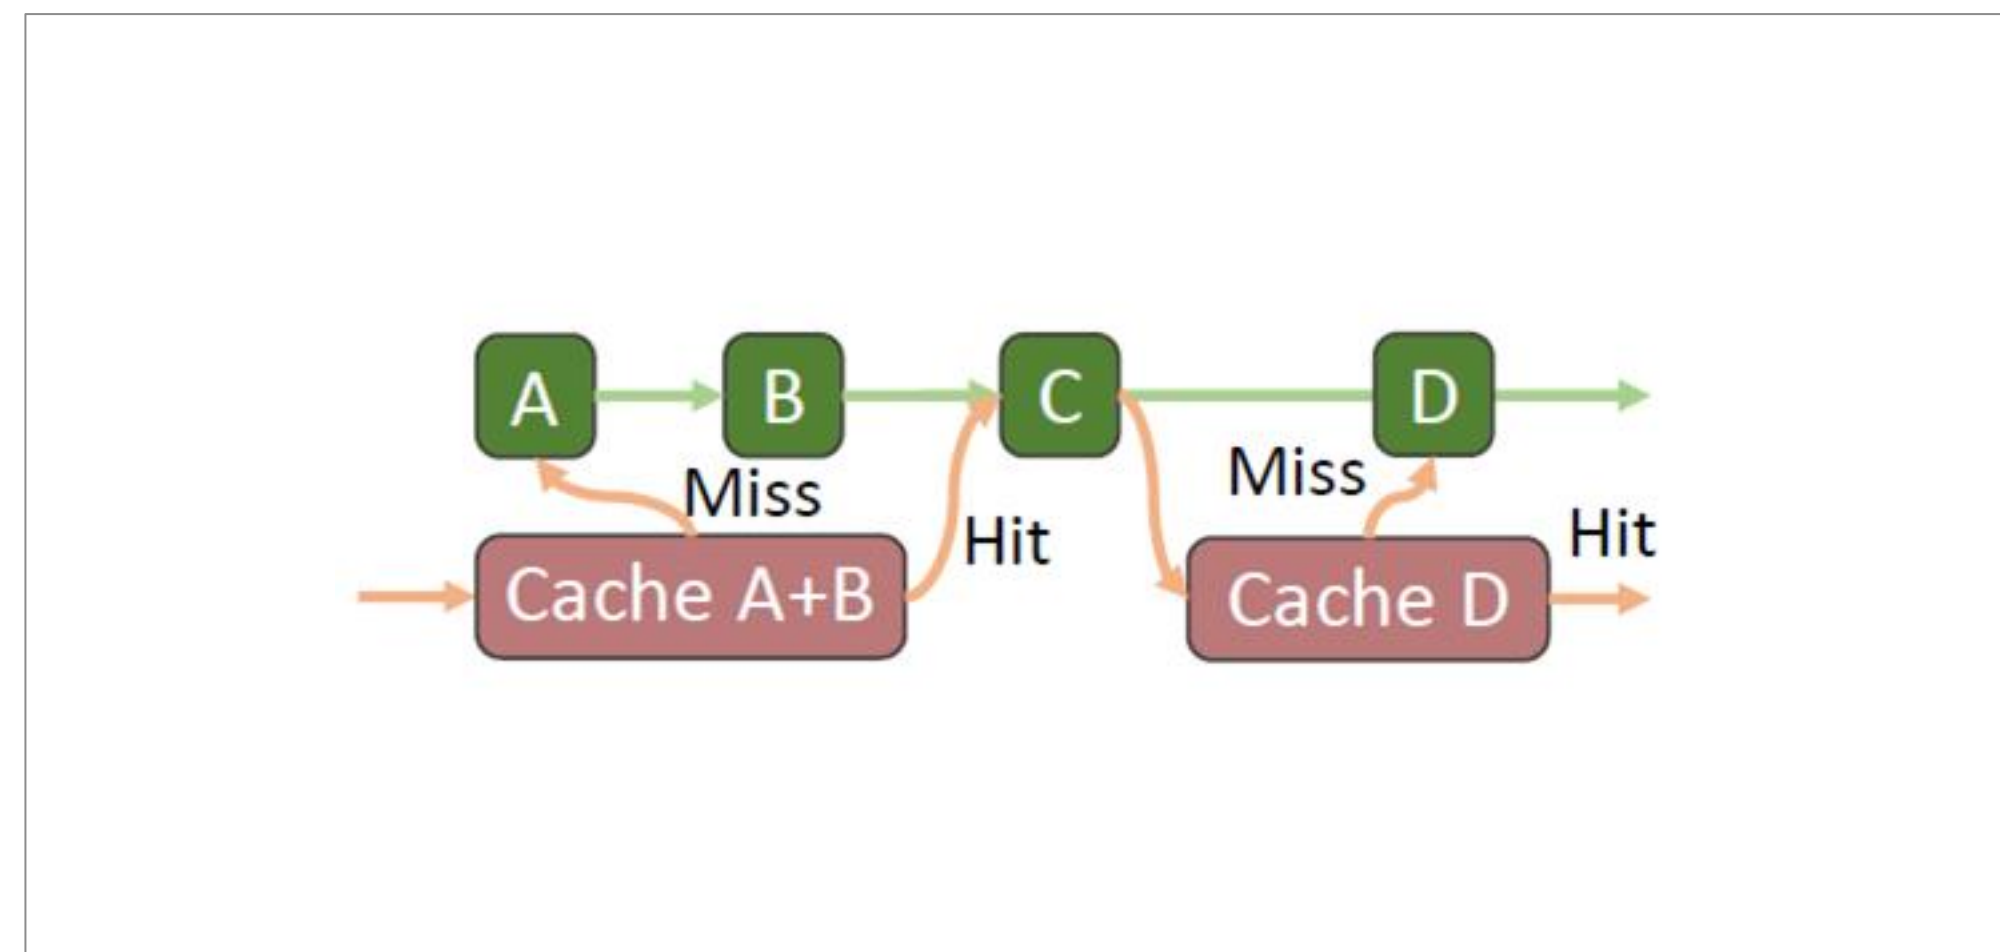 A
B
C
D
Miss
Miss
Hit
Hit
Cache A+B
Cache D